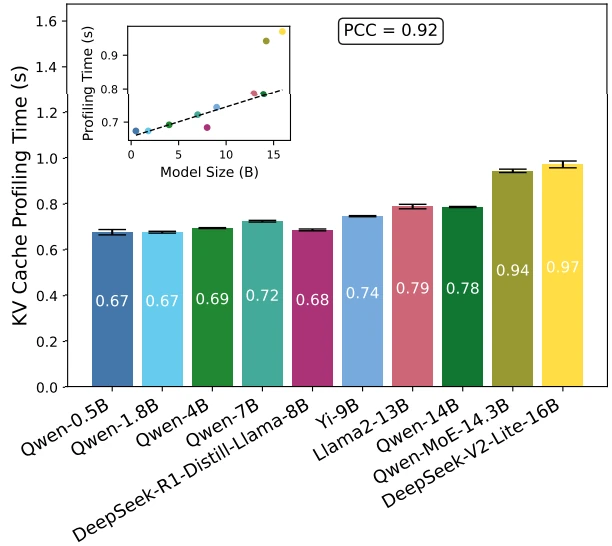 PCC = 0.92
KV Cache Profiling Time (s)
1.6
1.4
1.2
1.0
0.8
0.6
0.4
0.2
0.0
Profiling Time (s)
0.9
0.8
0.7
0 5 10 15
Model Size (B)
0.67 0.67 0.69 0.72 0.68 0.74 0.79 0.78 0.94 0.97
Qwen-0.5B
Qwen-1.8B
Qwen-4B
Qwen-7B
DeepSeek-R1-Distill-Llama-8B
Yi-9B
Llama2-13B
Qwen-14B
Qwen-MoE-14.3B
DeepSeek-V2-Lite-16B